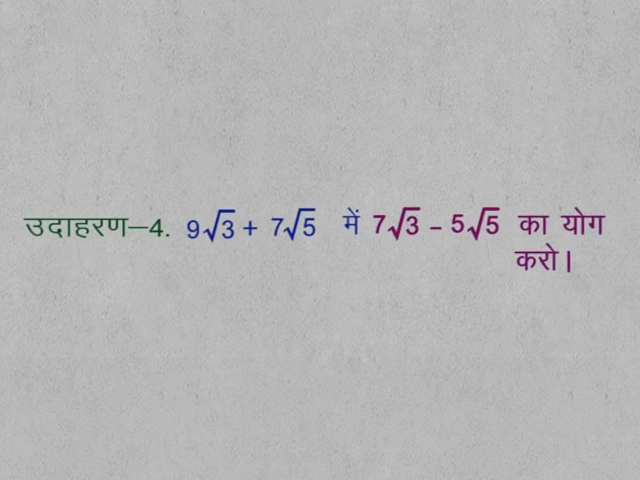 उदाहरण–4. 9√3 + 7√5 में 7√3 – 5√5 का योग
करो।